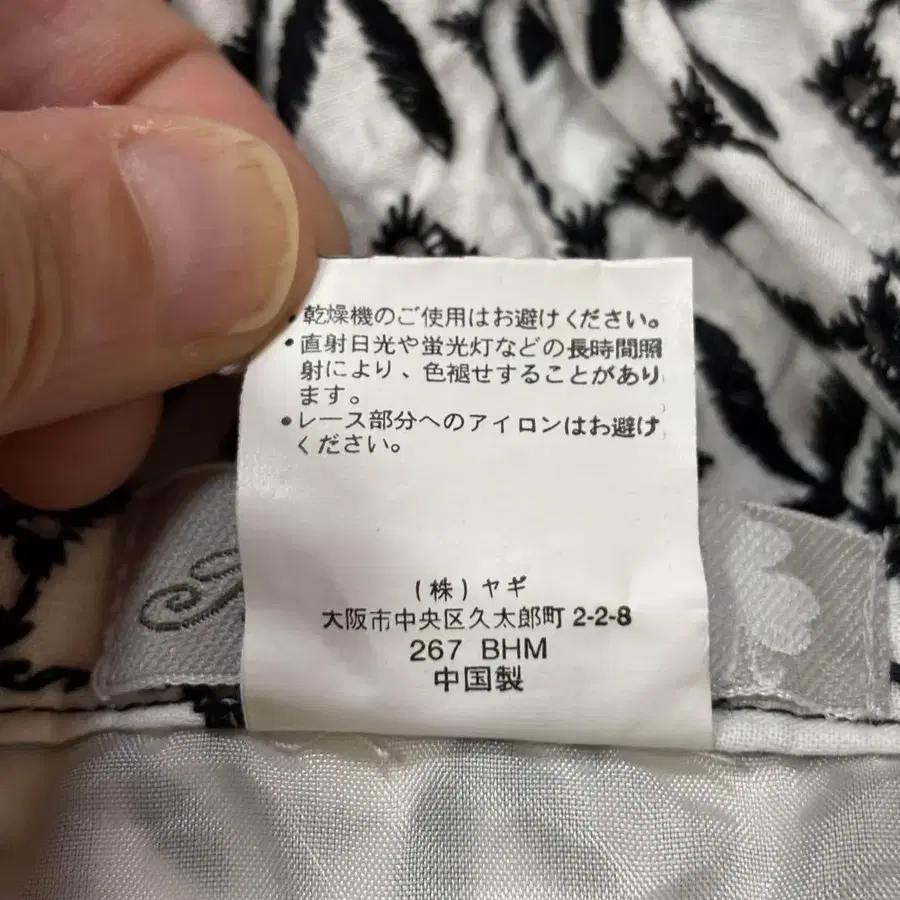 ・乾燥機のご使用はお避けください。
●直射日光や蛍光灯などの長時間照
射により、色褪せすることがあり
ます。
●レース部分へのアイロンはお避け
ください。
(株)ヤギ
大阪市中央区久太郎町 2-2-8
267 BHM
中国製